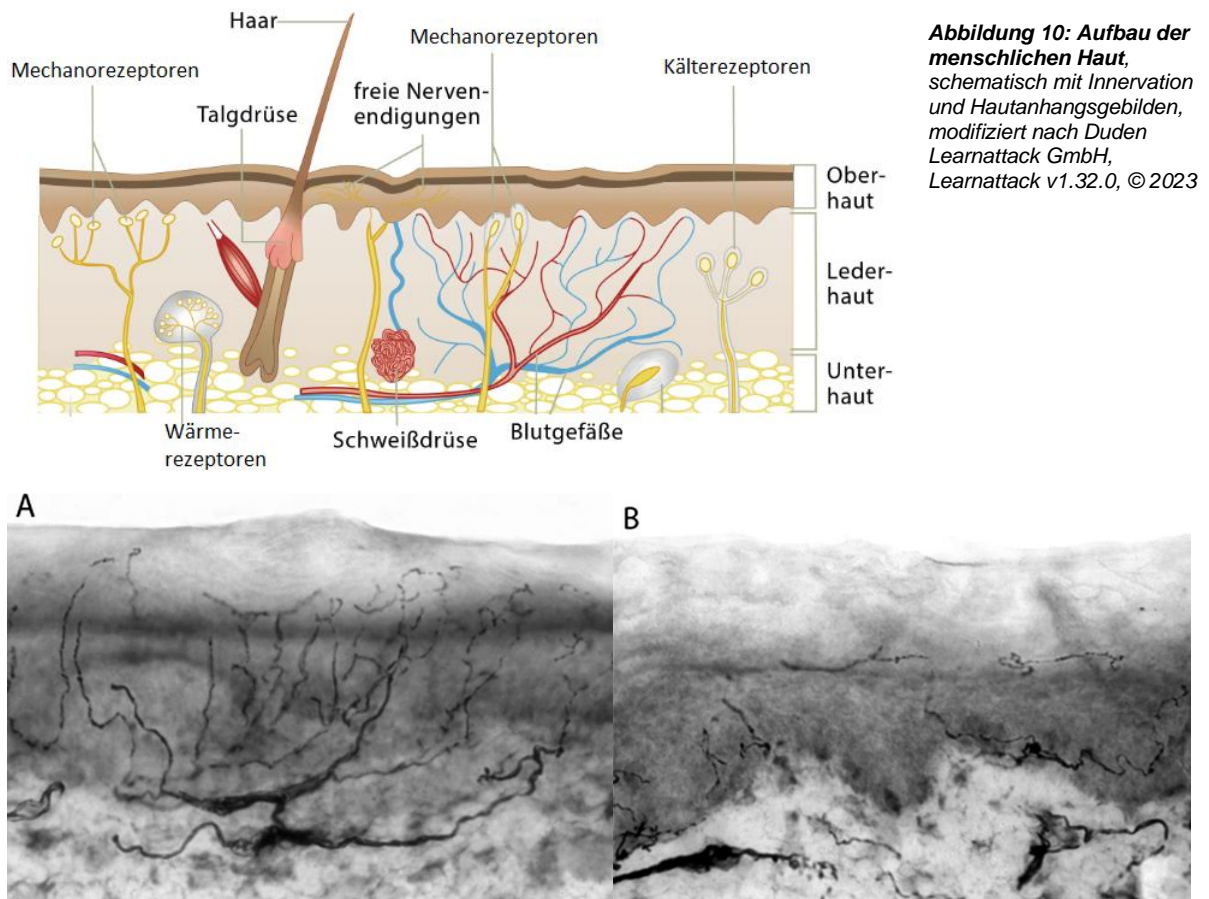 Haar
Mechanorezeptoren
Mechanorezeptoren
Kälterezeptoren
freie Nerven-
endigungen
Talgdrüse
Ober-
haut
Leder-
haut
Unter-
haut
Wärme-
rezeptoren
Schweißdrüse
Blutgefäße
Abbildung 10: Aufbau der
menschlichen Haut,
schematisch mit Innervation
und Hautanhangsgebilden,
modifiziert nach Duden
Learnattack GmbH,
Learnattack v1.32.0, © 2023
A
B